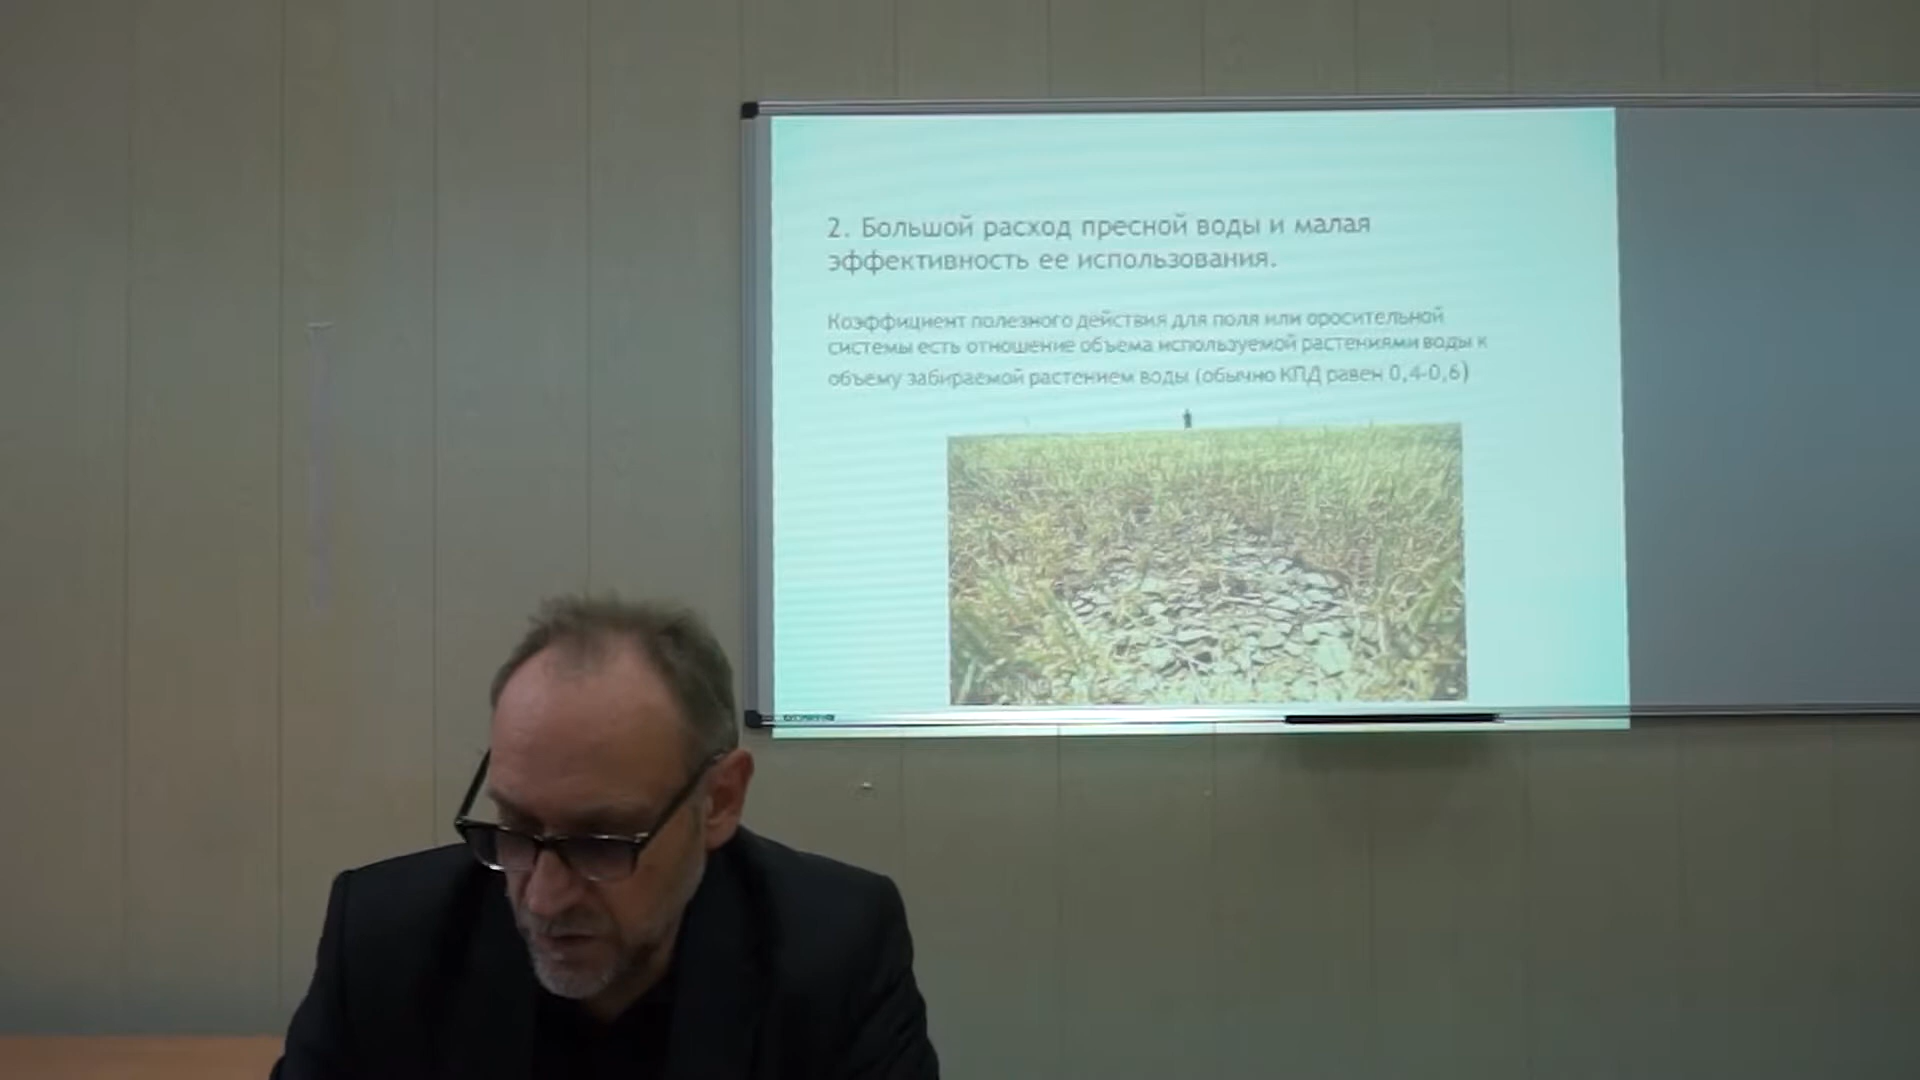 2. Большой расход пресной воды и малая
эффективность ее использования.
Коэффициент полезного действия для поля или оросительной
системы есть отношение объема используемой растениями воды к
объему забираемой растением воды (обычно КПД равен 0,4-0,6)